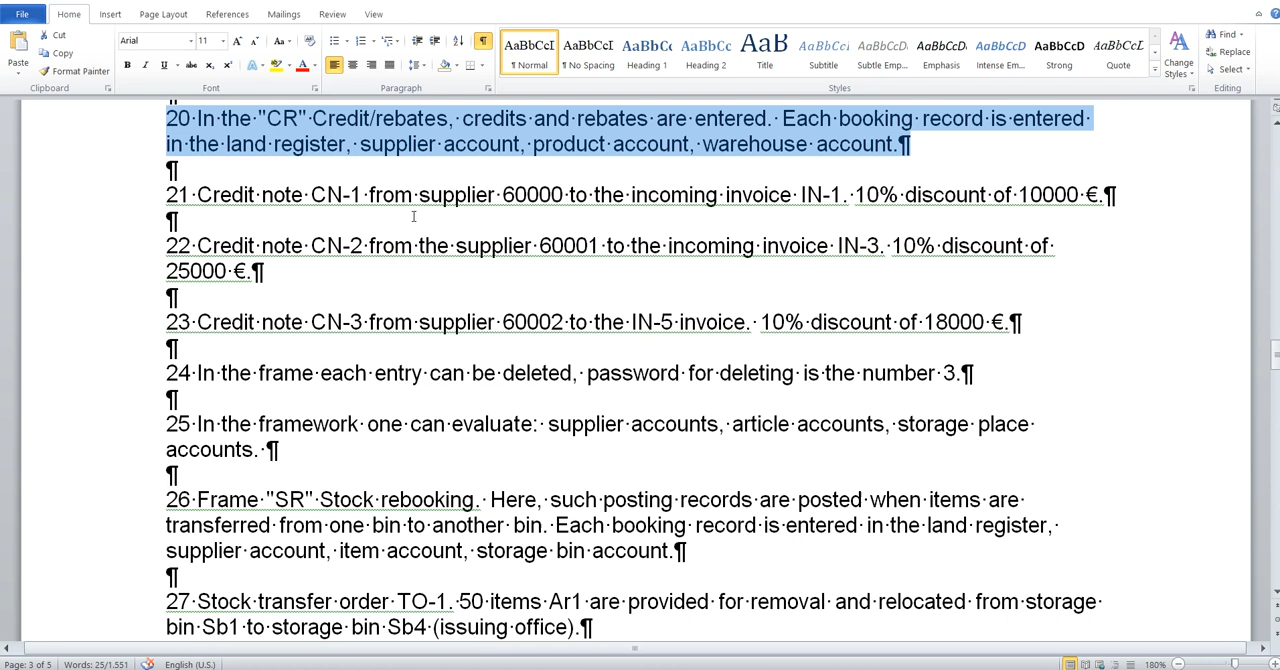 File Home Insert Page Layout References Mailings Review View
Paste Cut Copy Format Painter Clipboard
Arial 11 Font
Paragraph
AaBbCcI ¶ Normal AaBbCcI ¶ No Spacing AaBbCc Heading 1 AaBbCc Heading 2 AaB Title AaBbCcI Subtitle AaBbCcD. Subtle Emp... AaBbCcD. Emphasis AaBbCcD Intense Em... AaBbCcD Strong AaBbCcL Quote Change Styles Styles
Find Replace Select Editing
20 In the "CR" Credit/rebates, credits and rebates are entered. Each booking record is entered
in the land register, supplier account, product account, warehouse account.¶
¶
21 Credit note CN-1 from supplier 60000 to the incoming invoice IN-1. 10% discount of 10000 €.¶
¶
22 Credit note CN-2 from the supplier 60001 to the incoming invoice IN-3. 10% discount of
25000 €.¶
¶
23 Credit note CN-3 from supplier 60002 to the IN-5 invoice. 10% discount of 18000 €.¶
¶
24 In the frame each entry can be deleted, password for deleting is the number 3.¶
¶
25 In the framework one can evaluate: supplier accounts, article accounts, storage place
accounts. ¶
¶
26 Frame "SR" Stock rebooking. Here, such posting records are posted when items are
transferred from one bin to another bin. Each booking record is entered in the land register,
supplier account, item account, storage bin account.¶
¶
27 Stock transfer order TO-1. 50 items Ar1 are provided for removal and relocated from storage
bin Sb1 to storage bin Sb4 (issuing office).¶
Page: 3 of 5 Words: 25/1.551 English (U.S.) 180%